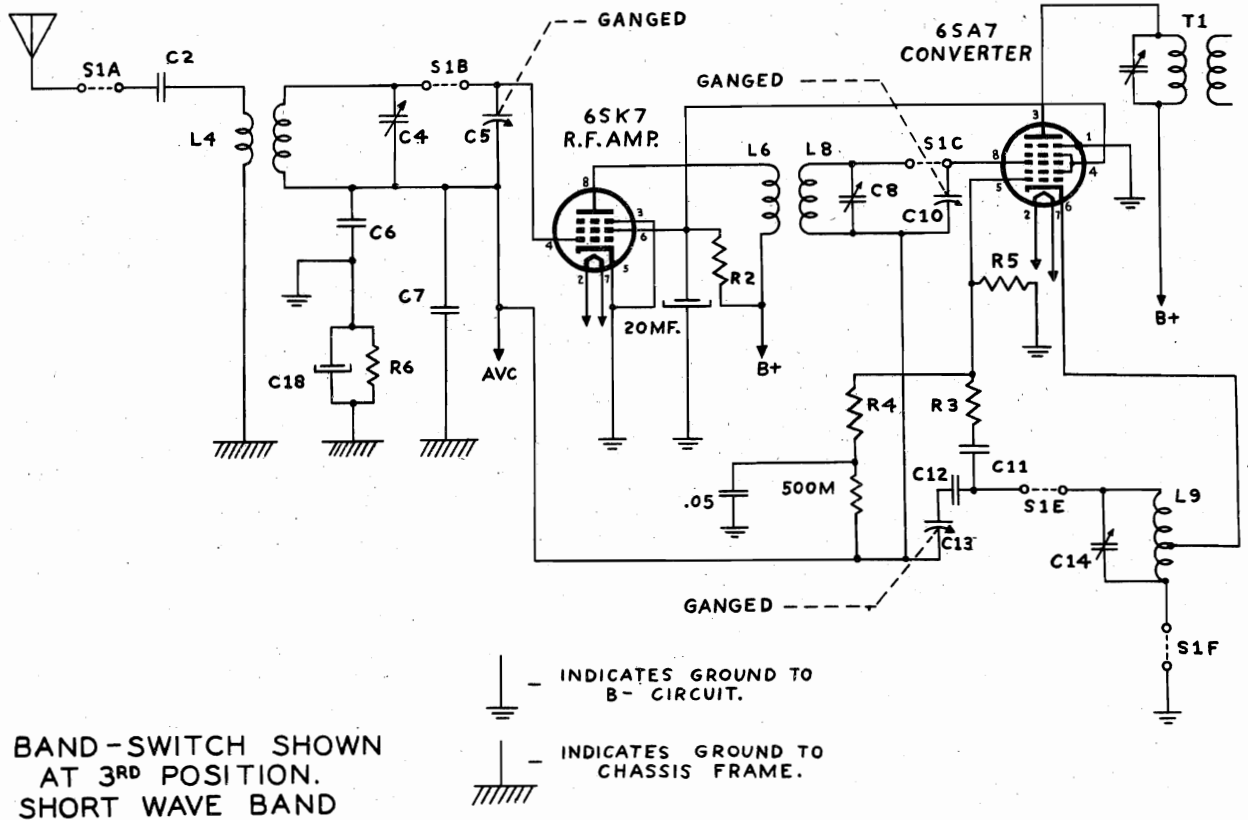 GANGED
T1
6SA7
CONVERTER
C2
S1A
S1B
GANGED
L4
C4
C5
6SK7
R.F. AMP.
3
1
L6
L8
S1C
8
4
5
2
7
6
8
C8
C10
3
6
4
5
2
7
C6
R2
R5
C7
20MF.
B+
C18
R6
AVC
B+
R4
R3
C12
C11
.05
500M
S1E
L9
C13
C14
GANGED
S1F
INDICATES GROUND TO
B- CIRCUIT.
INDICATES GROUND TO
CHASSIS FRAME.
BAND-SWITCH SHOWN
AT 3RD POSITION.
SHORT WAVE BAND